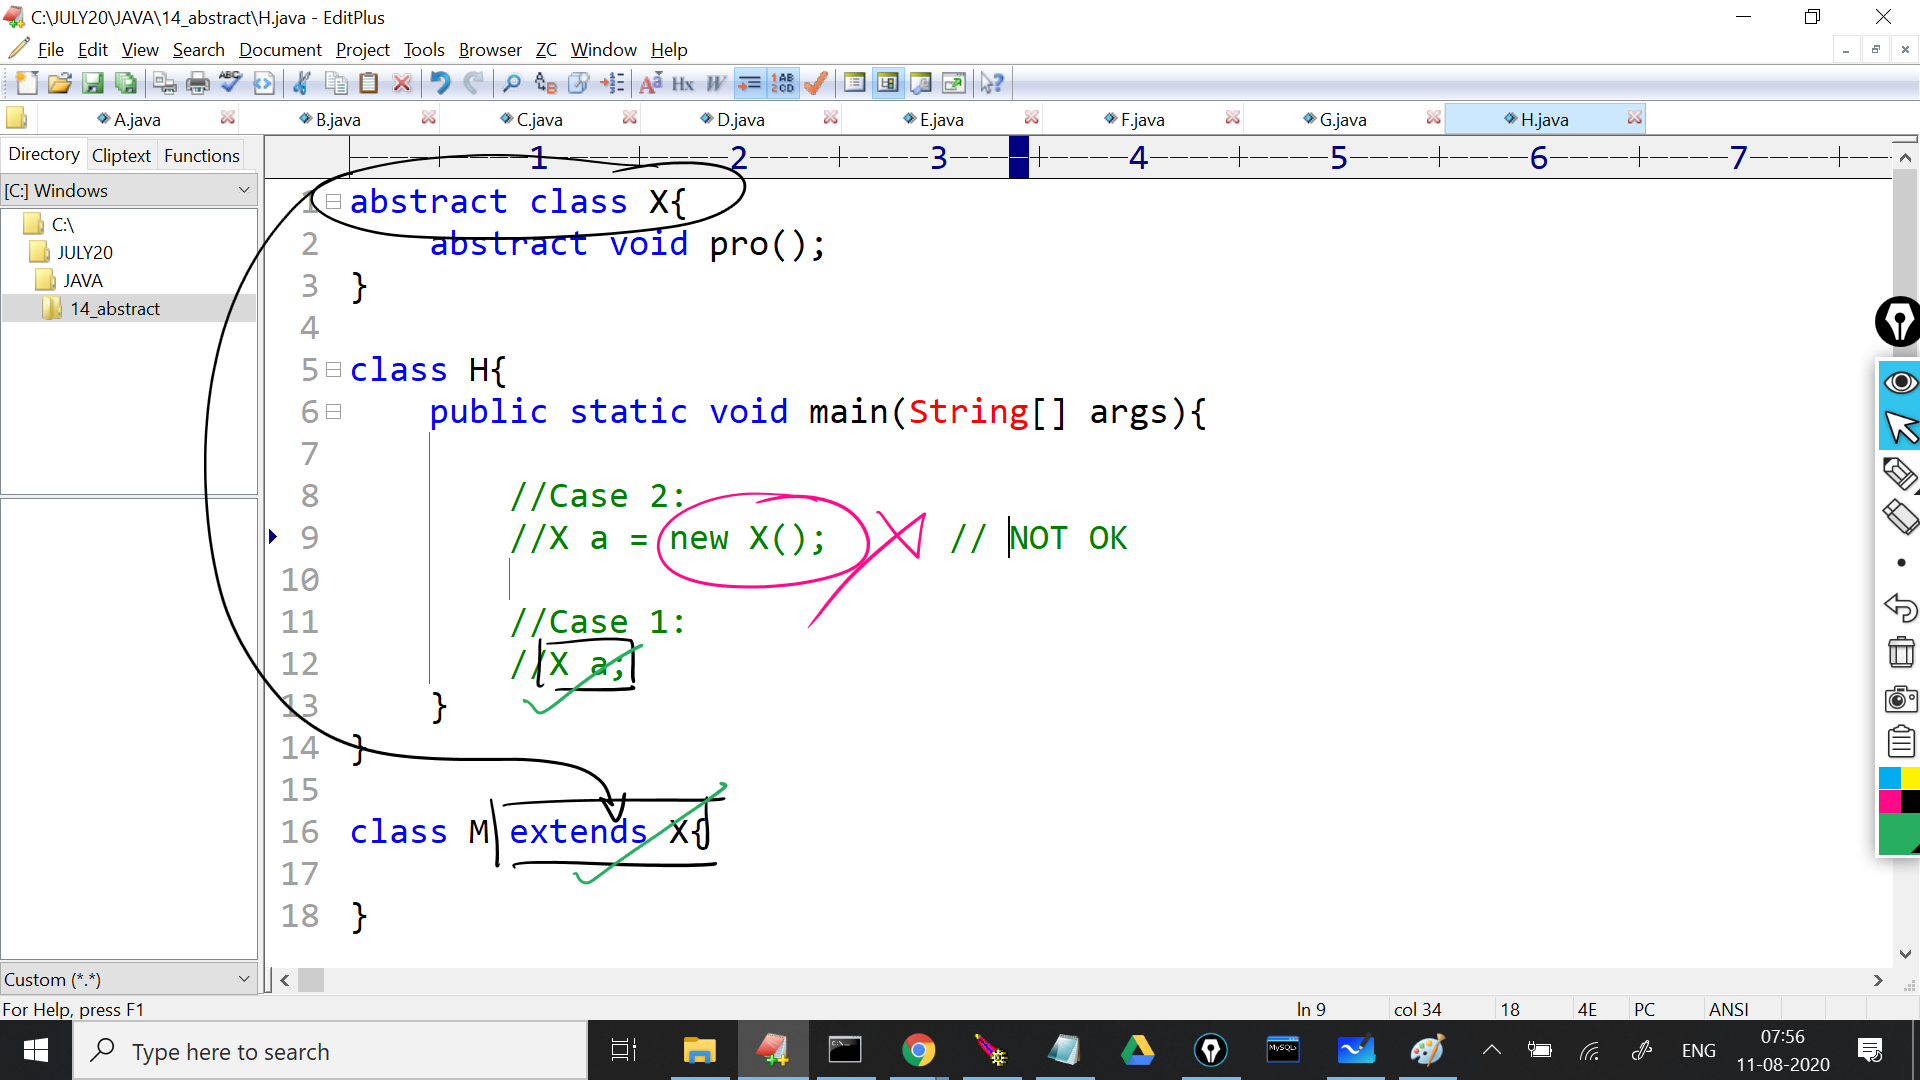 C:\JULY20\JAVA\14_abstract\H.java - EditPlus
File Edit View Search Document Project Tools Browser ZC Window Help
A.java B.java C.java D.java E.java F.java G.java H.java
Directory Cliptext Functions
[C:] Windows
C:\
JULY20
JAVA
14_abstract
1 2 3 4 5 6 7
1 abstract class X{
2 abstract void pro();
3 }
4
5 class H{
6 public static void main(String[] args){
7
8 //Case 2:
9 //X a = new X(); // NOT OK
10
11 //Case 1:
12 //X a;
13 }
14 }
15
16 class M extends X{
17
18 }
Custom (*.*)
For Help, press F1 ln 9 col 34 18 4E PC ANSI
Type here to search
MySQL
ENG
07:56
11-08-2020